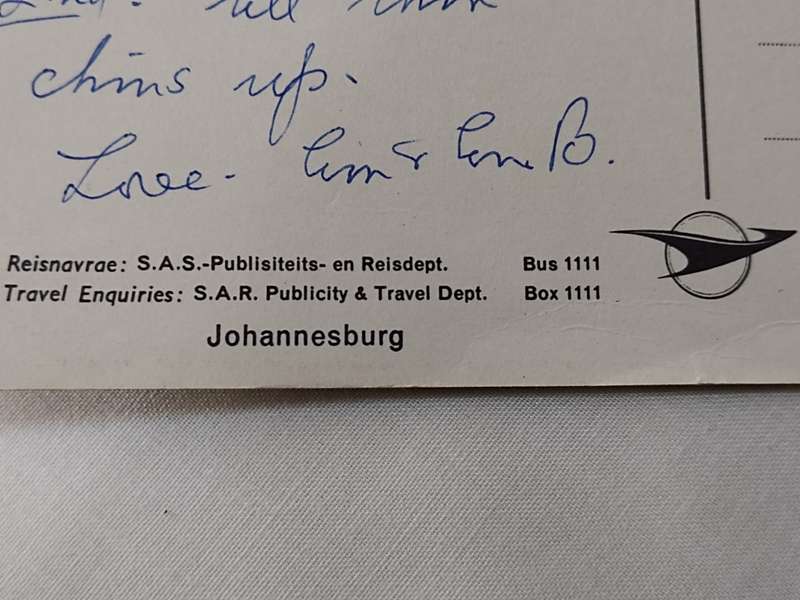 chins up.
Love.
Reisnavrae: S.A.S.-Publisiteits- en Reisdept. Bus 1111
Travel Enquiries: S.A.R. Publicity & Travel Dept. Box 1111
Johannesburg